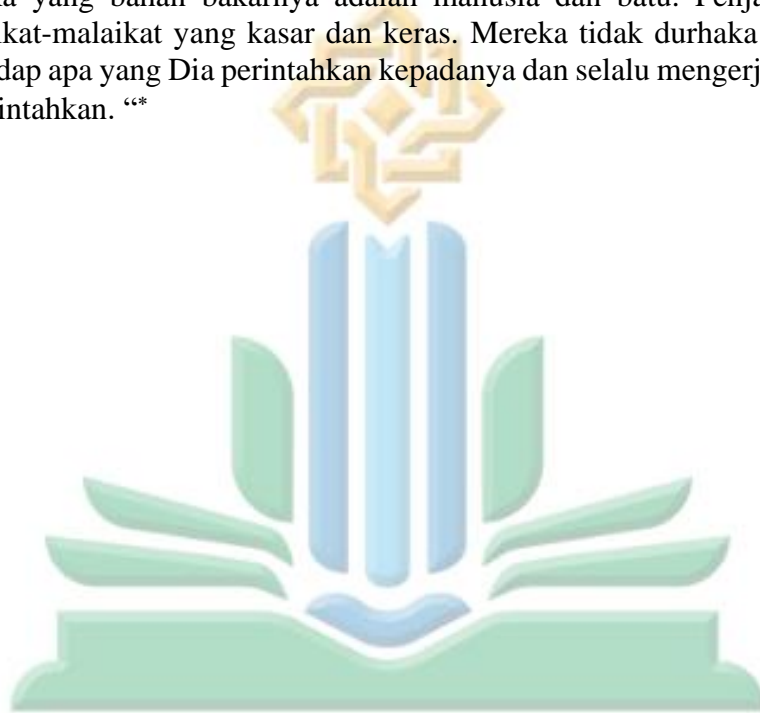 yang bahan bakarnya adalah manusia dan batu. Penja
kat-malaikat yang kasar dan keras. Mereka tidak durhaka
dap apa yang Dia perintahkan kepadanya dan selalu mengerj
intahkan. “*